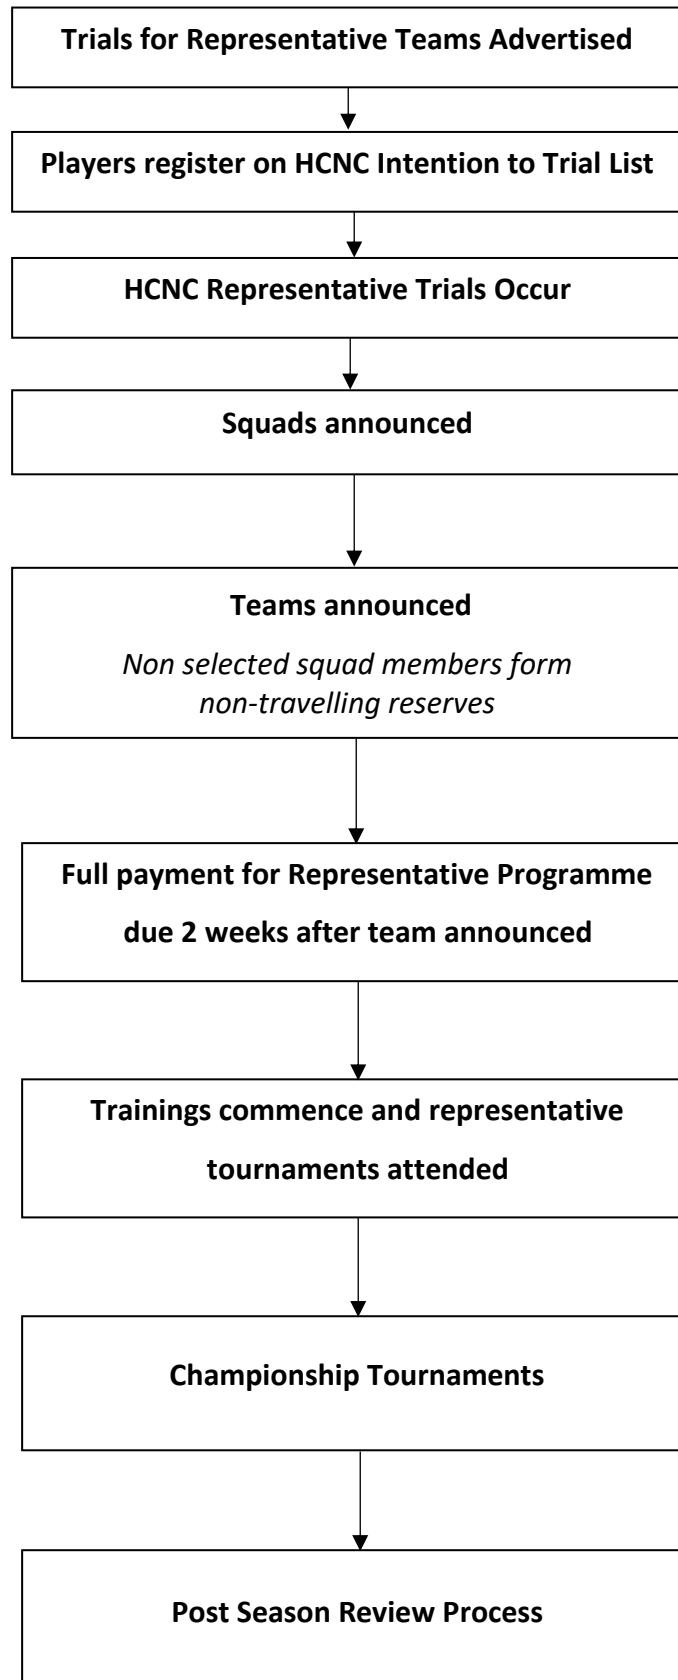 Trials for Representative Teams Advertised
Players register on HCNC Intention to Trial List
HCNC Representative Trials Occur
Squads announced
Teams announced
Non selected squad members form
non-travelling reserves
Full payment for Representative Programme
due 2 weeks after team announced
Trainings commence and representative
tournaments attended
Championship Tournaments
Post Season Review Process